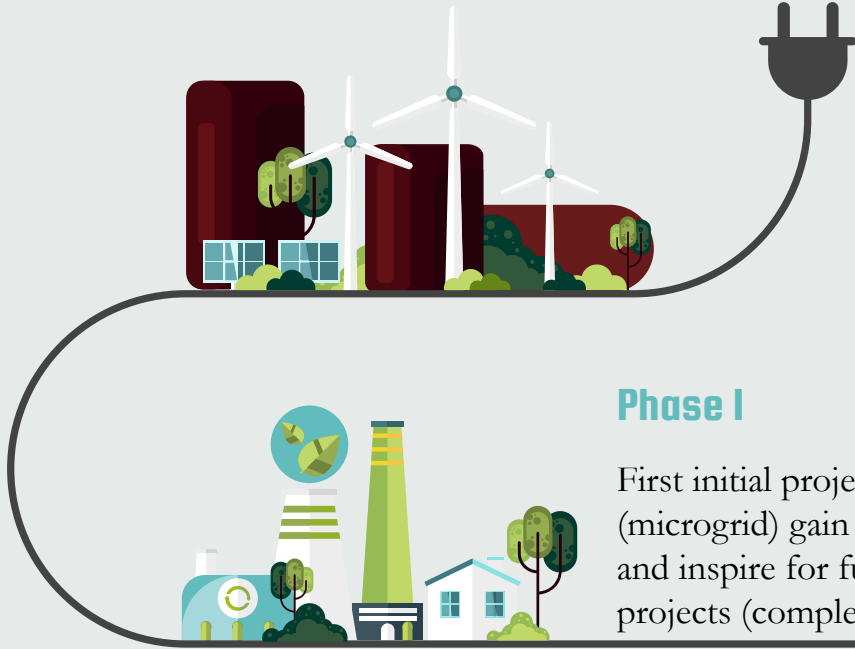 Phase I
First initial proje
(microgrid) gain
and inspire for fu
projects (comple